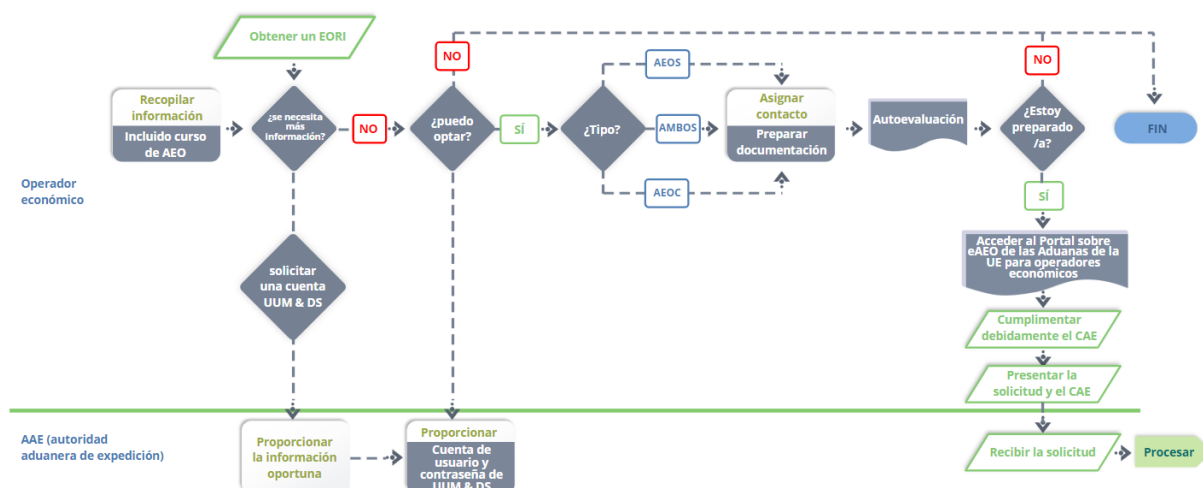 Obtener un EORI
NO
NO
AEOS
Recopilar
información
Incluido curso
de AEO
¿se necesita
más
información?
NO
¿puedo
optar?
SÍ
¿Tipo?
AMBOS
Asignar
contacto
Preparar
documentación
Autoevaluación
¿Estoy
preparado
/a?
FIN
Operador
económico
AEOC
SÍ
Acceder al Portal sobre
eAEO de las Aduanas de la
UE para operadores
económicos
solicitar
una cuenta
UUM & DS
Cumplimentar
debidamente el CAE
Presentar la
solicitud y el CAE
AAE (autoridad
aduanera de expedición)
Proporcionar
la información
oportuna
Proporcionar
Cuenta de
usuario y
contraseña de
UUM & DS
Recibir la solicitud
Procesar